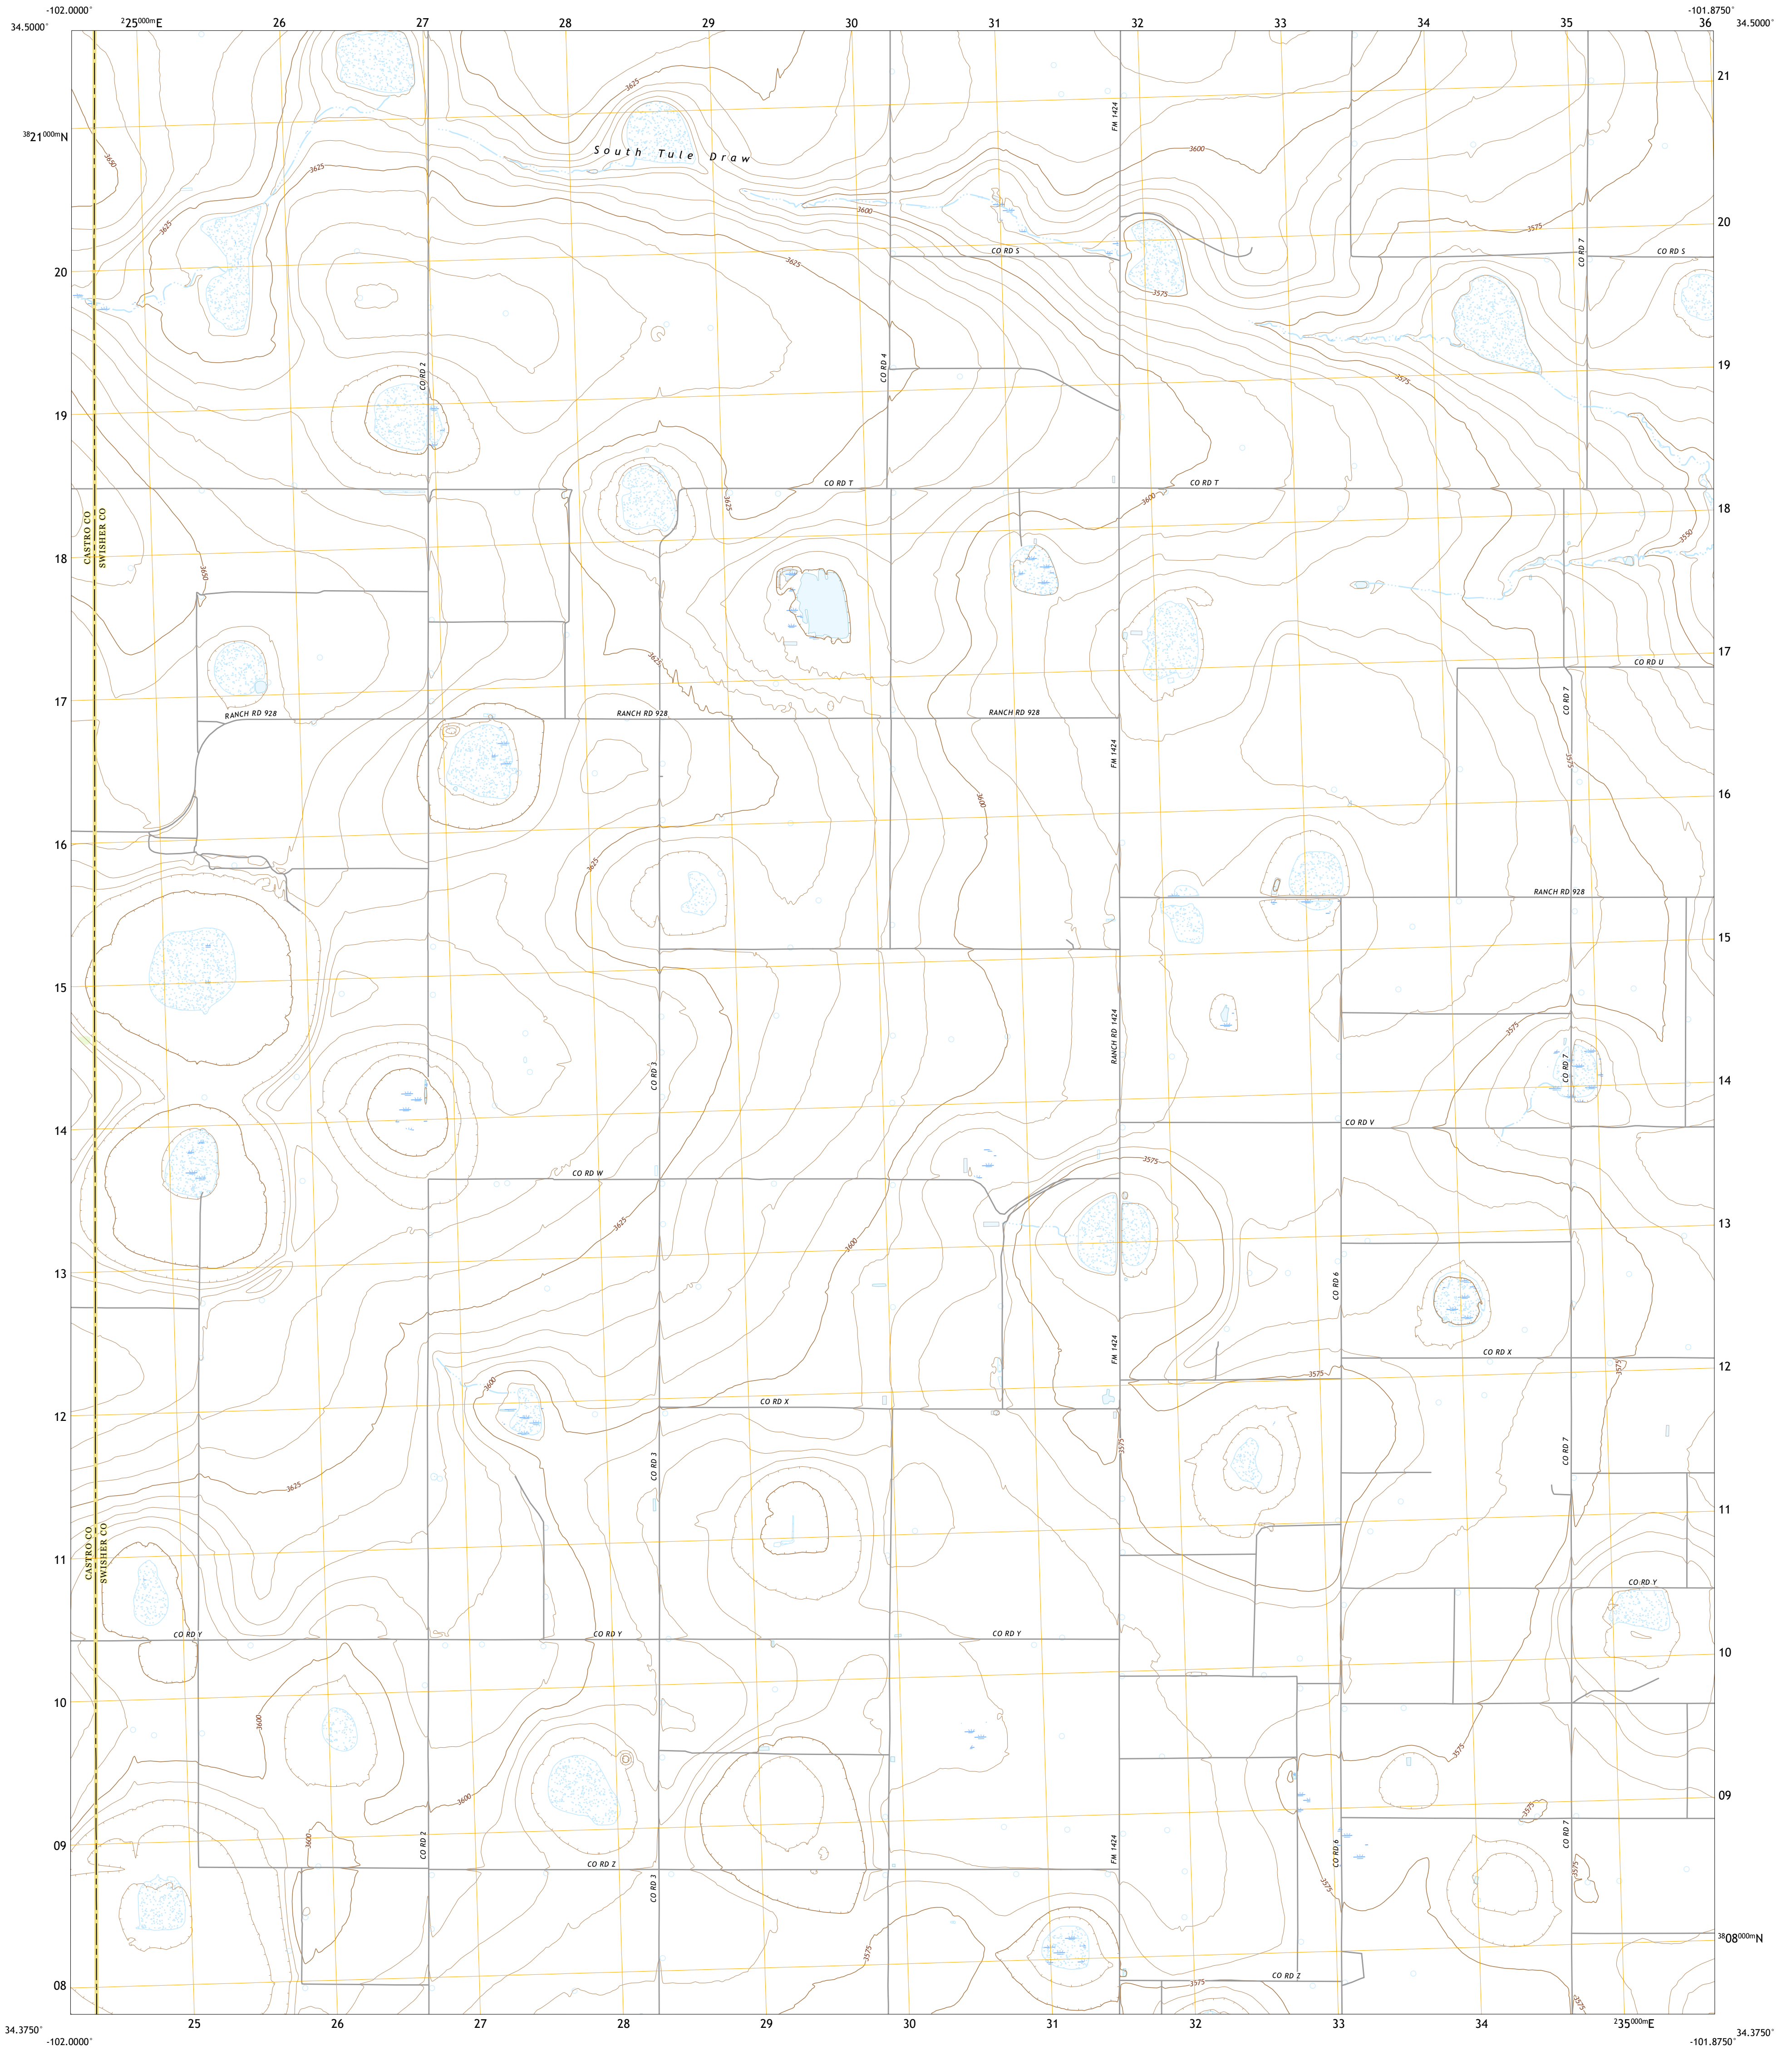 -102.0000°
-101.8750°
34.5000°
²25⁰⁰⁰ᵐE 26 27 28 29 30 31 32 33 34 35 36
34.5000°
21
3625
FM 1424
³⁸21⁰⁰⁰ᵐN
South Tule Draw
3600
3650
3625
3600
20
3625
3575
CO RD S
CO RD 7
CO RD S
3625
20
3575
CO RD 2
CO RD 4
19
3575
19
CO RD T
CO RD T
3625
3600
18
CASTRO CO
SWISHER CO
3550
18
3650
3625
17
CO RD U
17
CO RD 7
RANCH RD 928
RANCH RD 928
RANCH RD 928
FM 1424
3575
16
3600
16
3625
RANCH RD 928
15
15
3575
RANCH RD 1424
CO RD 3
CO RD 7
14
14
CO RD V
3575
CO RD W
3625
13
3600
13
CO RD 6
FM 1424
CO RD X
12
3575
3575
3600
CO RD X
12
3575
CO RD 3
CO RD 7
3625
11
CASTRO CO
SWISHER CO
11
CO RD Y
CO RD Y
CO RD Y
CO RD Y
10
10
3600
3575
09
3600
3575
3600
CO RD 2
FM 1424
CO RD 6
CO RD 7
09
CO RD Z
3575
CO RD 3
3575
³⁸08⁰⁰⁰ᵐN
3575
CO RD Z
08
3575
3575
25 26 27 28 29 30 31 32 33 34 ²35⁰⁰⁰ᵐE
34.3750°
34.3750°
-102.0000°
-101.8750°